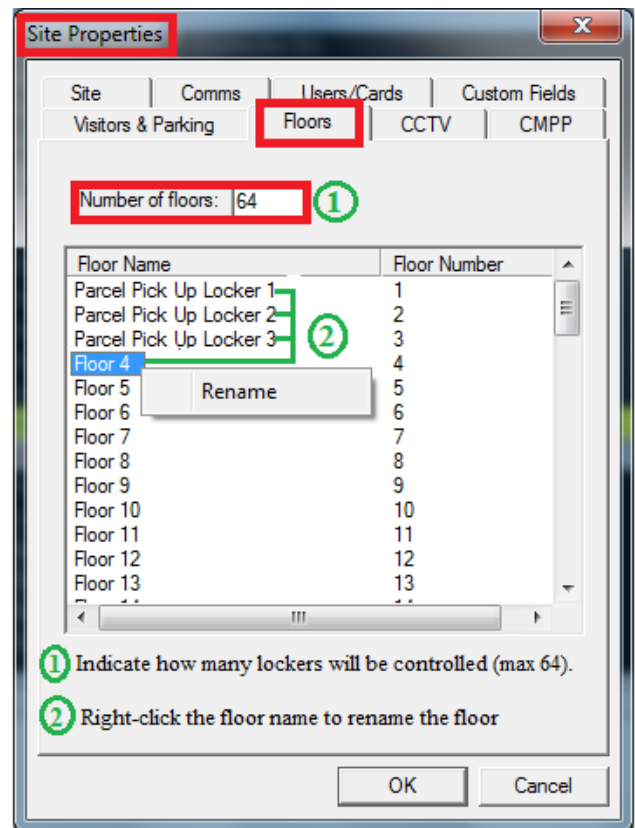 Site Properties
Site Comms Users/Cards Custom Fields
Visitors & Parking Floors CCTV CMPP
Number of floors: 64 1
Floor Name Floor Number
Parcel Pick Up Locker 1 1
Parcel Pick Up Locker 2 2
Parcel Pick Up Locker 3 3
2
Floor 4 4
Rename
Floor 5 5
Floor 6 6
Floor 7 7
Floor 8 8
Floor 9 9
Floor 10 10
Floor 11 11
Floor 12 12
Floor 13 13
1 Indicate how many lockers will be controlled (max 64).
2 Right-click the floor name to rename the floor
OK Cancel